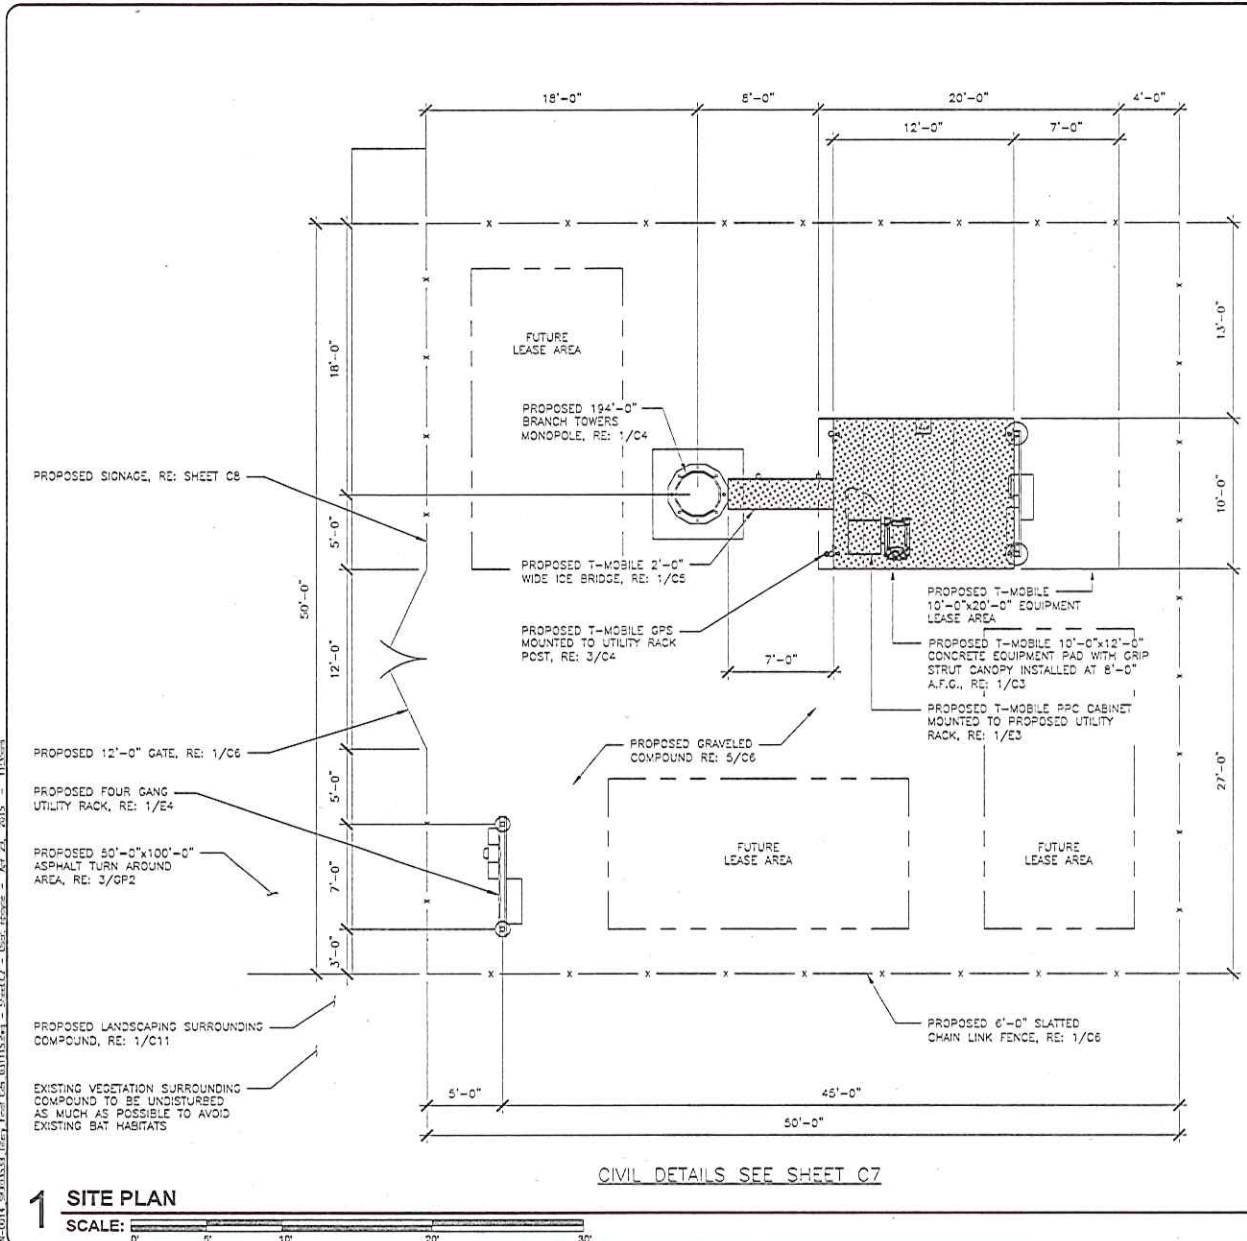 18'-0"
8'-0"
20'-0"
4'-0"
12'-0"
7'-0"
13'-0"
18'-0"
FUTURE
LEASE AREA
PROPOSED 194'-0"
BRANCH TOWERS
MONOPOLE, RE: 1/C4
PROPOSED SIGNAGE, RE: SHEET C8
10'-0"
5'-0"
PROPOSED T-MOBILE 2'-0"
WIDE ICE BRIDGE, RE: 1/C5
PROPOSED T-MOBILE
10'-0"x20'-0" EQUIPMENT
LEASE AREA
50'-0"
PROPOSED T-MOBILE GPS
MOUNTED TO UTILITY RACK
POST, RE: 3/C4
PROPOSED T-MOBILE 10'-0"x12'-0"
CONCRETE EQUIPMENT PAD WITH GRIP
STRUT CANOPY INSTALLED AT 8'-0"
A.F.G., RE: 1/C3
12'-0"
7'-0"
PROPOSED T-MOBILE PPC CABINET
MOUNTED TO PROPOSED UTILITY
RACK, RE: 1/E3
PROPOSED 12'-0" GATE, RE: 1/C6
PROPOSED GRAVELED
COMPOUND RE: 5/C6
27'-0"
5'-0"
PROPOSED FOUR GANG
UTILITY RACK, RE: 1/E4
PROPOSED 50'-0"x100'-0"
ASPHALT TURN AROUND
AREA, RE: 3/GP2
FUTURE
LEASE AREA
FUTURE
LEASE AREA
7'-0"
3'-0"
PROPOSED LANDSCAPING SURROUNDING
COMPOUND, RE: 1/C11
PROPOSED 6'-0" SLATTED
CHAIN LINK FENCE, RE: 1/C6
EXISTING VEGETATION SURROUNDING
COMPOUND TO BE UNDISTURBED
AS MUCH AS POSSIBLE TO AVOID
EXISTING BAT HABITATS
5'-0"
45'-0"
50'-0"
CIVIL DETAILS SEE SHEET C7
1 SITE PLAN
SCALE:
0' 5' 10' 20' 30'